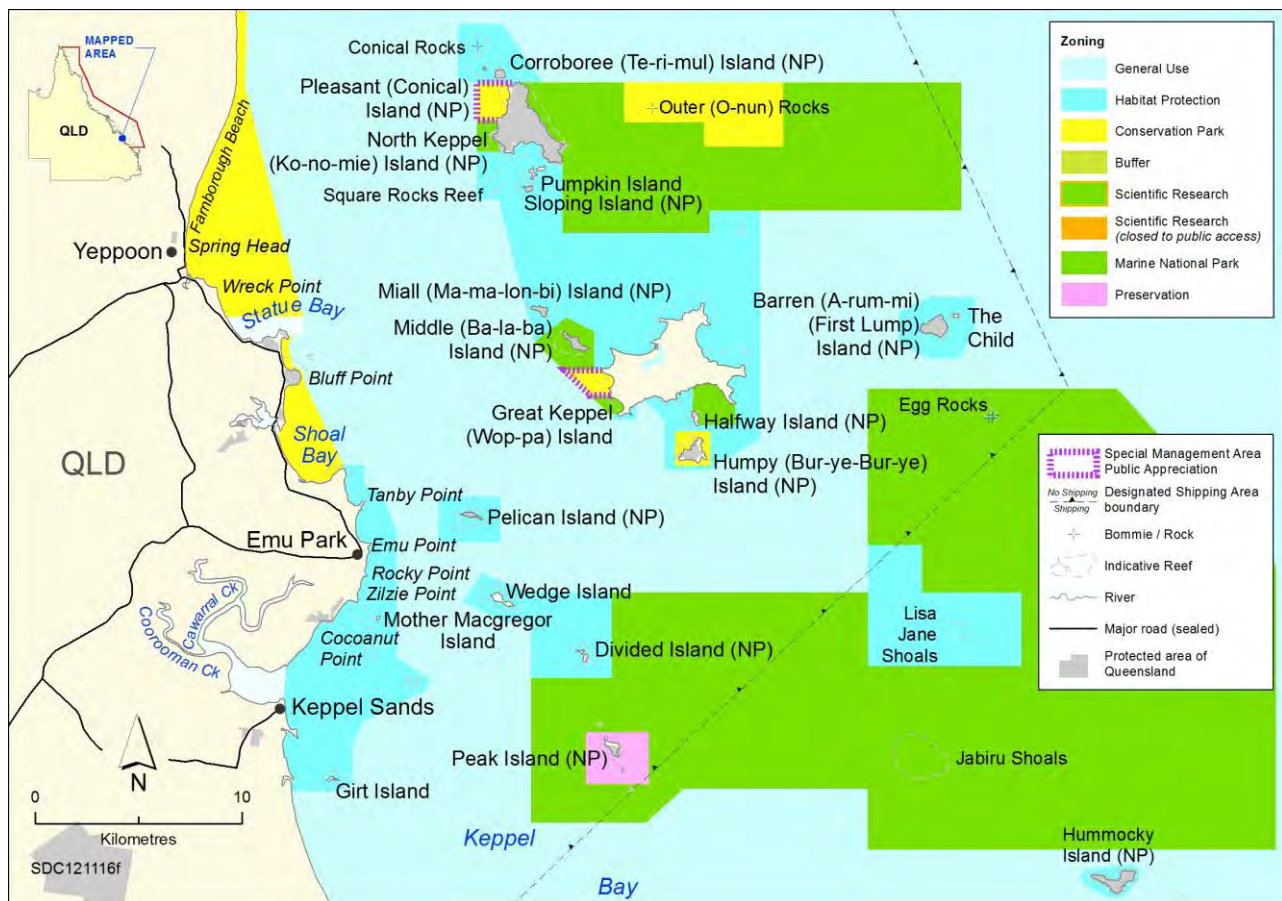 MAPPED
AREA
QLD
Conical Rocks
Corroboree (Te-ri-mul) Island (NP)
Pleasant (Conical)
Island (NP)
Outer (O-nun) Rocks
North Keppel
(Ko-no-mie) Island (NP)
Square Rocks Reef
Pumpkin Island
Sloping Island (NP)
Farnborough Beach
Yeppoon
Spring Head
Wreck Point
Statue Bay
Miall (Ma-ma-lon-bi) Island (NP)
Middle (Ba-la-ba)
Island (NP)
Barren (A-rum-mi)
(First Lump)
Island (NP)
The
Child
Bluff Point
Great Keppel
(Wop-pa) Island
Halfway Island (NP)
Egg Rocks
Shoal
Bay
Humpy (Bur-ye-Bur-ye)
Island (NP)
QLD
Tanby Point
Pelican Island (NP)
Emu Park
Emu Point
Rocky Point
Zilzie Point
Wedge Island
Mother Macgregor
Island
Cawarral Ck
Coorooman Ck
Cocoanut
Point
Divided Island (NP)
Lisa
Jane
Shoals
Keppel Sands
Peak Island (NP)
Jabiru Shoals
Girt Island
N
0
10
Kilometres
SDC121116f
Keppel
Bay
Hummocky
Island (NP)
Zoning
General Use
Habitat Protection
Conservation Park
Buffer
Scientific Research
Scientific Research
(closed to public access)
Marine National Park
Preservation
Special Management Area
Public Appreciation
No Shipping
Shipping
Designated Shipping Area
boundary
Bommie / Rock
Indicative Reef
River
Major road (sealed)
Protected area of
Queensland